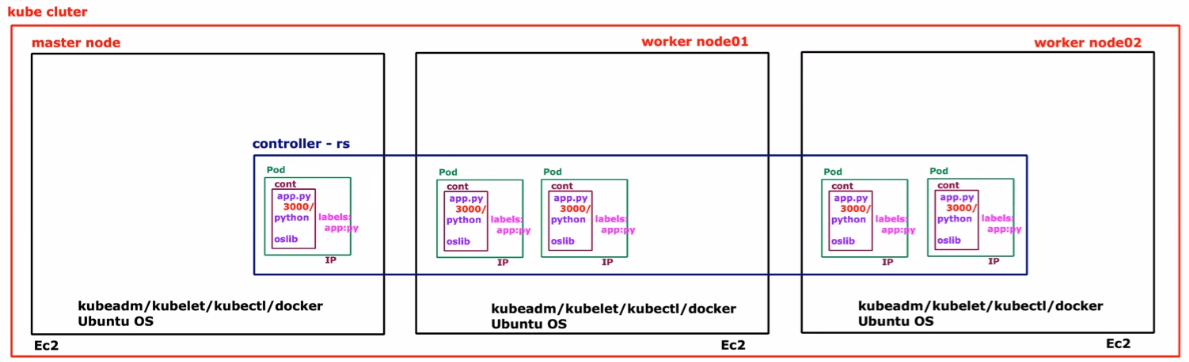 kube cluter
master node
worker node01
worker node02
controller - rs
Pod
cont
app.py
3000/
python
labels:
app:py
oslib
IP
Pod
cont
app.py
3000/
python
labels:
app:py
oslib
IP
Pod
cont
app.py
3000/
python
labels:
app:py
oslib
IP
Pod
cont
app.py
3000/
python
labels:
app:py
oslib
IP
Pod
cont
app.py
3000/
python
labels:
app:py
oslib
IP
kubeadm/kubelet/kubectl/docker
Ubuntu OS
Ec2
kubeadm/kubelet/kubectl/docker
Ubuntu OS
Ec2
kubeadm/kubelet/kubectl/docker
Ubuntu OS
Ec2